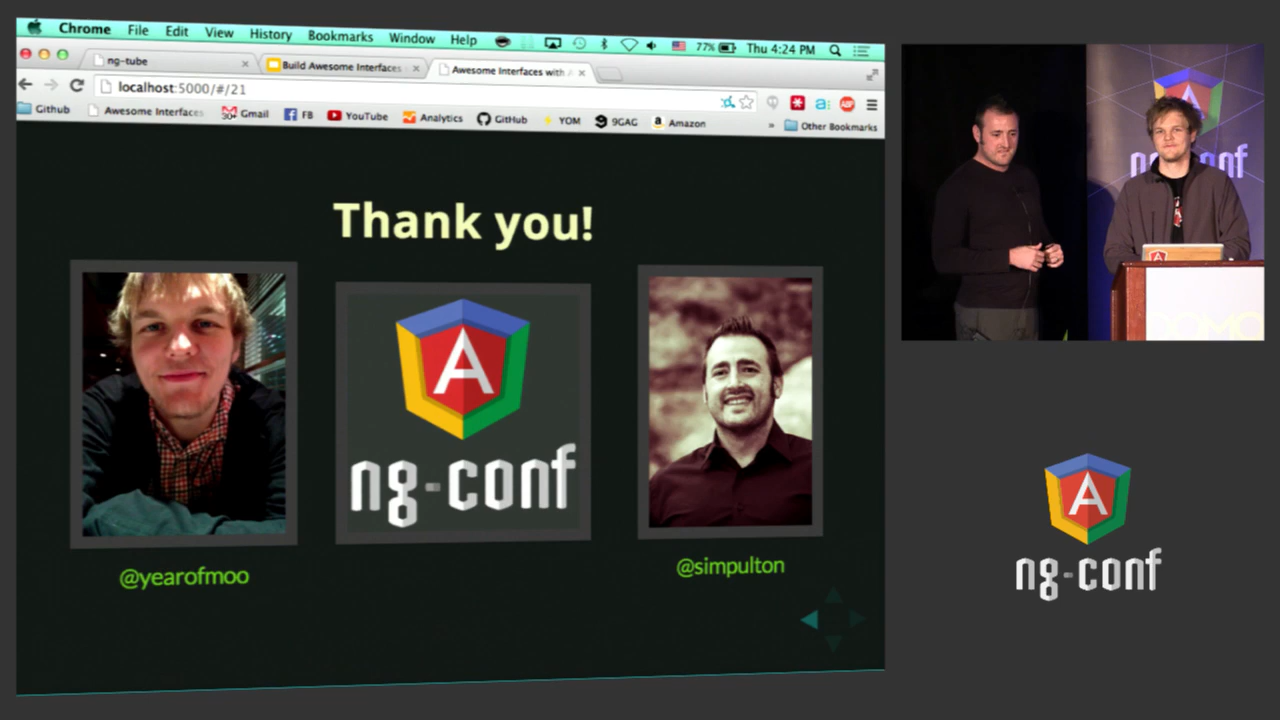 Chrome File Edit View History Bookmarks Window Help 77% Thu 4:24 PM
ng-tube Build Awesome Interfaces Awesome Interfaces with
localhost:5000/#/21
Github Awesome Interfaces Gmail FB YouTube Analytics GitHub YOM 9GAG Amazon » Other Bookmarks
Thank you!
A
ng-conf
@yearofmoo
@simpulton
A
ng-conf
A
ng-conf